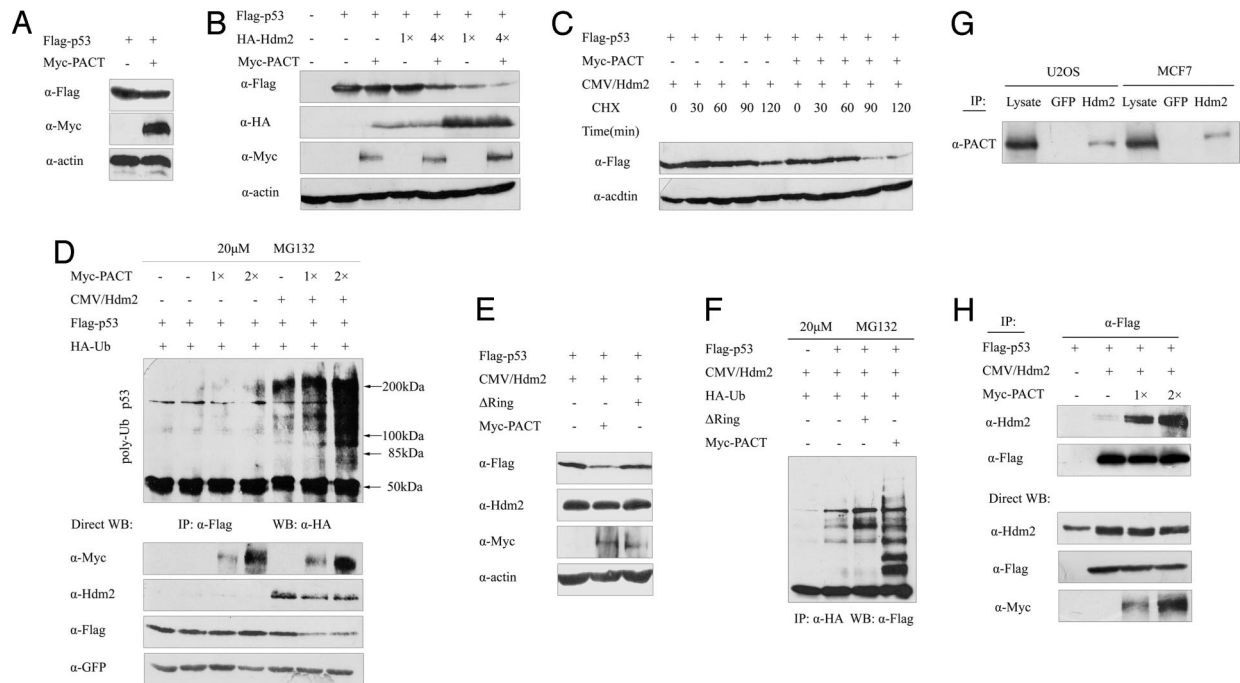 A
Flag-p53 + +
Myc-PACT - +
α-Flag
α-Myc
α-actin
B
Flag-p53 - + + + + + +
HA-Hdm2 - - - 1× 4× 1× 4×
Myc-PACT - - + - + - +
α-Flag
α-HA
α-Myc
α-actin
C
Flag-p53 + + + + + + + + + +
Myc-PACT - - - - - + + + + +
CMV/Hdm2 + + + + + + + + + +
CHX 0 30 60 90 120 0 30 60 90 120
Time(min)
α-Flag
α-acdtin
G
U2OS MCF7
IP: Lysate GFP Hdm2 Lysate GFP Hdm2
α-PACT
D
20μM MG132
Myc-PACT - - 1× 2× - 1× 2×
CMV/Hdm2 - - - - + + +
Flag-p53 + + + + + + +
HA-Ub + + + + + + +
poly-Ub p53
200kDa
100kDa
85kDa
50kDa
Direct WB: IP: α-Flag WB: α-HA
α-Myc
α-Hdm2
α-Flag
α-GFP
E
Flag-p53 + + +
CMV/Hdm2 + + +
ΔRing - - +
Myc-PACT - + -
α-Flag
α-Hdm2
α-Myc
α-actin
F
20μM MG132
Flag-p53 - + + +
CMV/Hdm2 + + + +
HA-Ub + + + +
ΔRing - - + -
Myc-PACT - - - +
IP: α-HA WB: α-Flag
H
IP: α-Flag
Flag-p53 + + + +
CMV/Hdm2 - + + +
Myc-PACT - - 1× 2×
α-Hdm2
α-Flag
Direct WB:
α-Hdm2
α-Flag
α-Myc